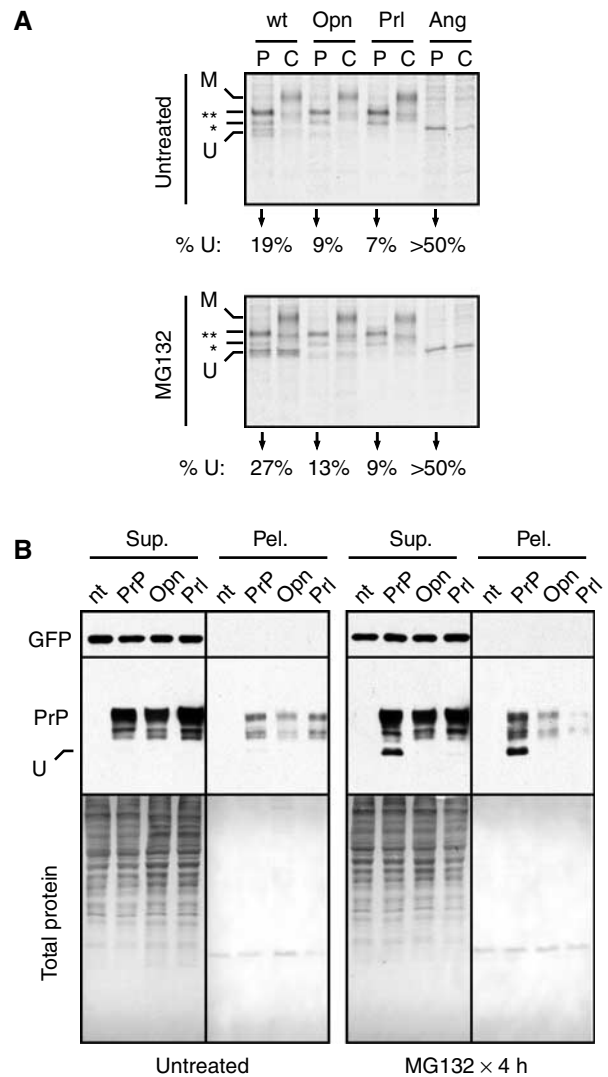 A
wt Opn Prl Ang
P C P C P C P C
Untreated
M
**
*
U
% U: 19% 9% 7% >50%
MG132
M
**
*
U
% U: 27% 13% 9% >50%
B
Sup. Pel. Sup. Pel.
nt PrP Opn Prl nt PrP Opn Prl nt PrP Opn Prl nt PrP Opn Prl
GFP
PrP
U
Total protein
Untreated MG132 × 4 h